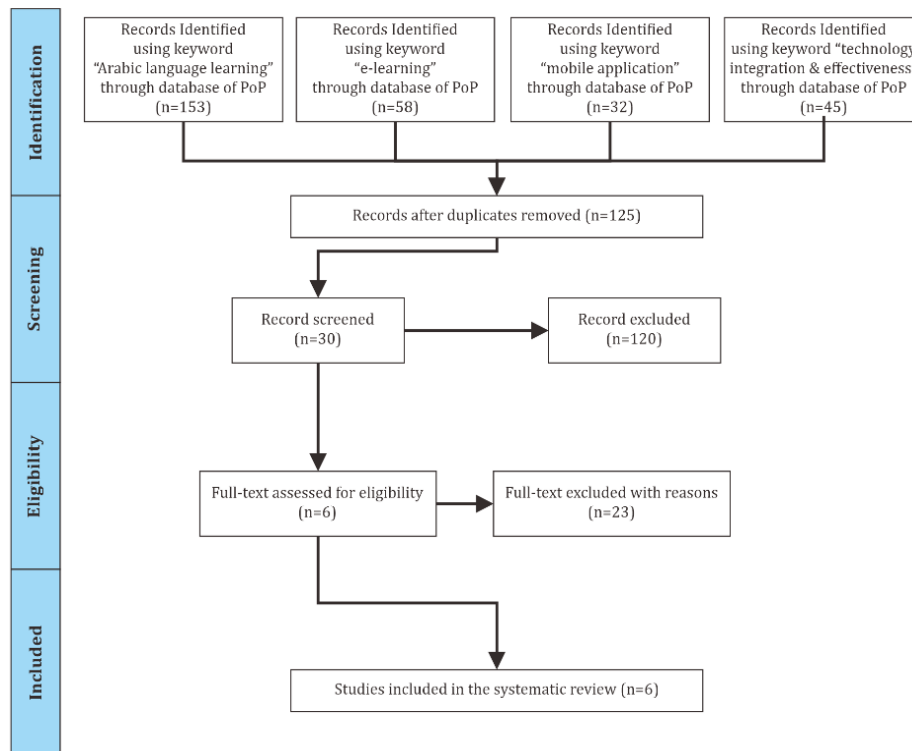 Identification
Records Identified
using keyword
“Arabic language learning”
through database of PoP
(n=153)
Records Identified
using keyword
“e-learning”
through database of PoP
(n=58)
Records Identified
using keyword
“mobile application”
through database of PoP
(n=32)
Records Identified
using keyword “technology
integration & effectiveness
through database of PoP
(n=45)
Screening
Records after duplicates removed (n=125)
Record screened
(n=30)
Record excluded
(n=120)
Eligibility
Full-text assessed for eligibility
(n=6)
Full-text excluded with reasons
(n=23)
Included
Studies included in the systematic review (n=6)